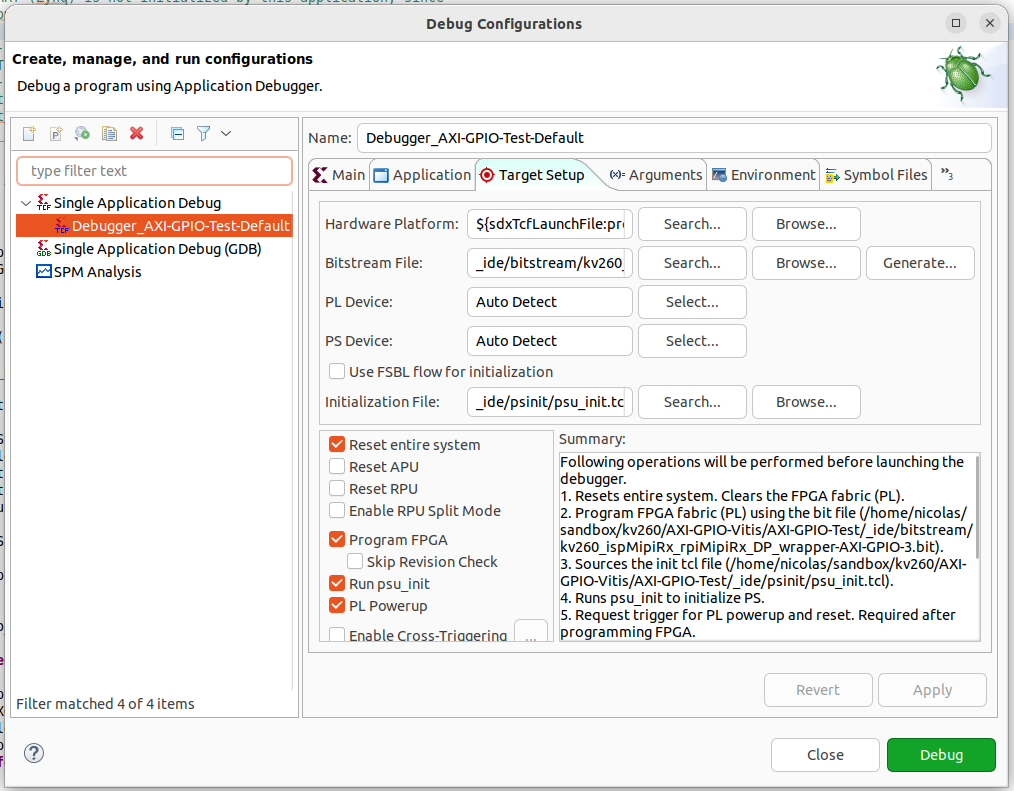 Debug Configurations
Create, manage, and run configurations
Debug a program using Application Debugger.
type filter text
Single Application Debug
Debugger_AXI-GPIO-Test-Default
Single Application Debug (GDB)
SPM Analysis
Filter matched 4 of 4 items
Name: Debugger_AXI-GPIO-Test-Default
Main Application Target Setup (x)= Arguments Environment Symbol Files »3
Hardware Platform: ${sdxTcfLaunchFile:pr Search... Browse...
Bitstream File: _ide/bitstream/kv260_ Search... Browse... Generate...
PL Device: Auto Detect Select...
PS Device: Auto Detect Select...
Use FSBL flow for initialization
Initialization File: _ide/psinit/psu_init.tc Search... Browse...
Reset entire system
Reset APU
Reset RPU
Enable RPU Split Mode
Program FPGA
Skip Revision Check
Run psu_init
PL Powerup
Enable Cross-Triggering ...
Summary:
Following operations will be performed before launching the
debugger.
1. Resets entire system. Clears the FPGA fabric (PL).
2. Program FPGA fabric (PL) using the bit file (/home/nicolas/
sandbox/kv260/AXI-GPIO-Vitis/AXI-GPIO-Test/_ide/bitstream/
kv260_ispMipiRx_rpiMipiRx_DP_wrapper-AXI-GPIO-3.bit).
3. Sources the init tcl file (/home/nicolas/sandbox/kv260/AXI-
GPIO-Vitis/AXI-GPIO-Test/_ide/psinit/psu_init.tcl).
4. Runs psu_init to initialize PS.
5. Request trigger for PL powerup and reset. Required after
programming FPGA.
Revert Apply
Close Debug